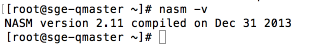 [[root@sge-qmaster ~]# nasm -v
NASM version 2.11 compiled on Dec 31 2013
[root@sge-qmaster ~]#